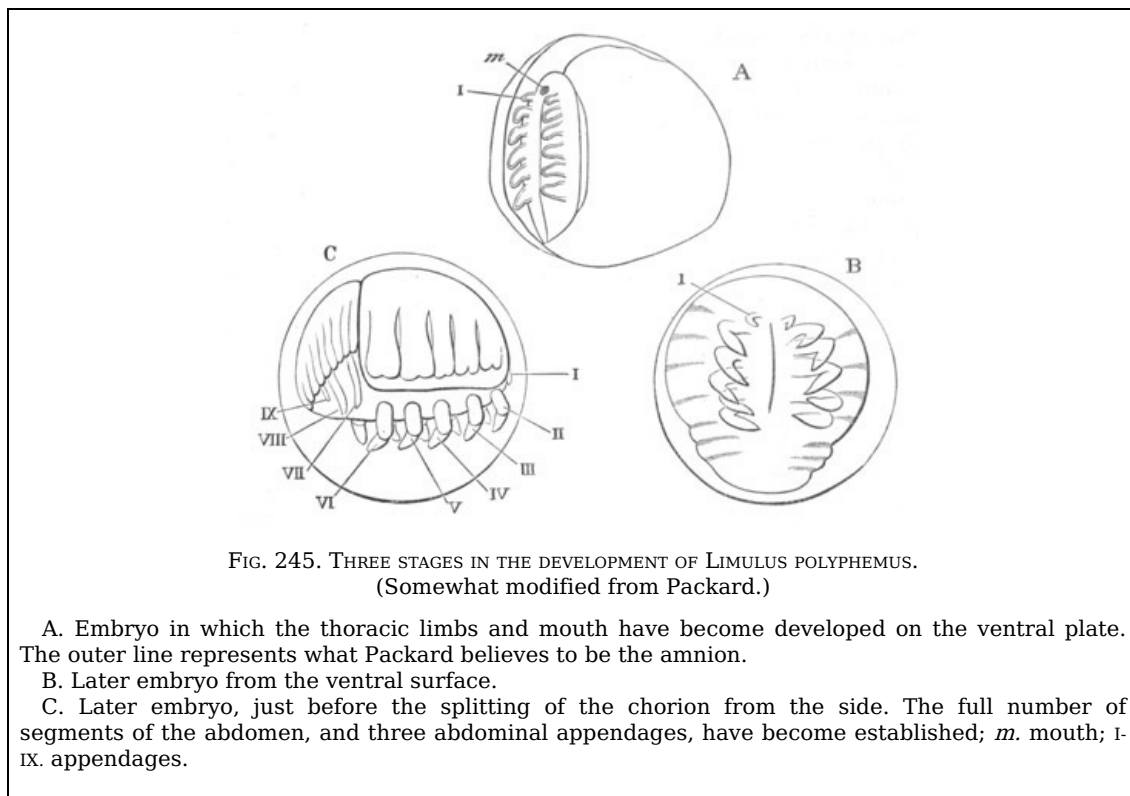 m
A
I
C
B
I
I
IX
II
VIII
III
VII
IV
VI
V
FIG. 245. THREE STAGES IN THE DEVELOPMENT OF LIMULUS POLYPHEMUS.
(Somewhat modified from Packard.)
A. Embryo in which the thoracic limbs and mouth have become developed on the ventral plate.
The outer line represents what Packard believes to be the amnion.
B. Later embryo from the ventral surface.
C. Later embryo, just before the splitting of the chorion from the side. The full number of
segments of the abdomen, and three abdominal appendages, have become established; m. mouth; I-
IX. appendages.